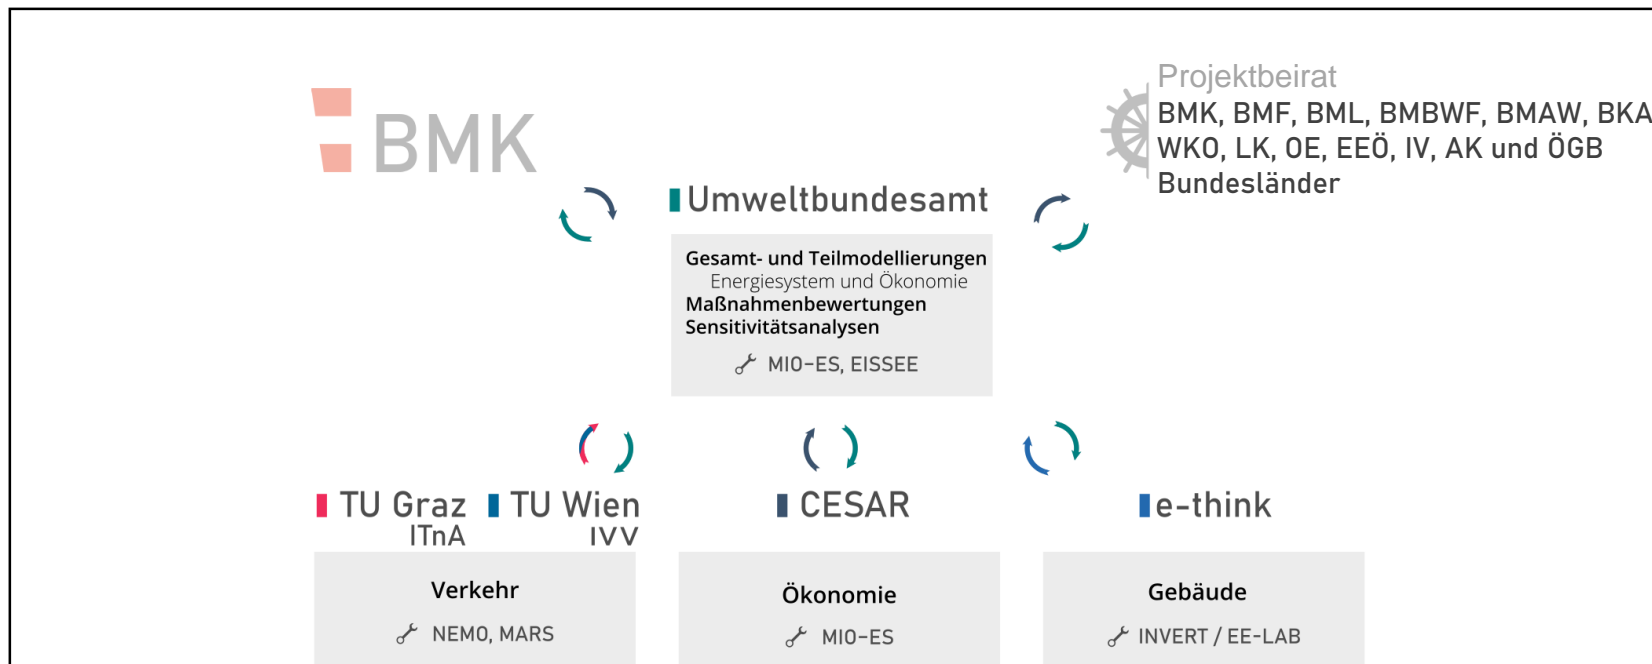 BMK
Projektbeirat
BMK, BMF, BML, BMBWF, BMAW, BKA
WKO, LK, OE, EEÖ, IV, AK und ÖGB
Bundesländer
Umweltbundesamt
Gesamt- und Teilmodellierungen
Energiesystem und Ökonomie
Maßnahmenbewertungen
Sensitivitätsanalysen
MIO-ES, EISSEE
TU Graz
ITnA
TU Wien
IVV
CESAR
e-think
Verkehr
NEMO, MARS
Ökonomie
MIO-ES
Gebäude
INVERT / EE-LAB